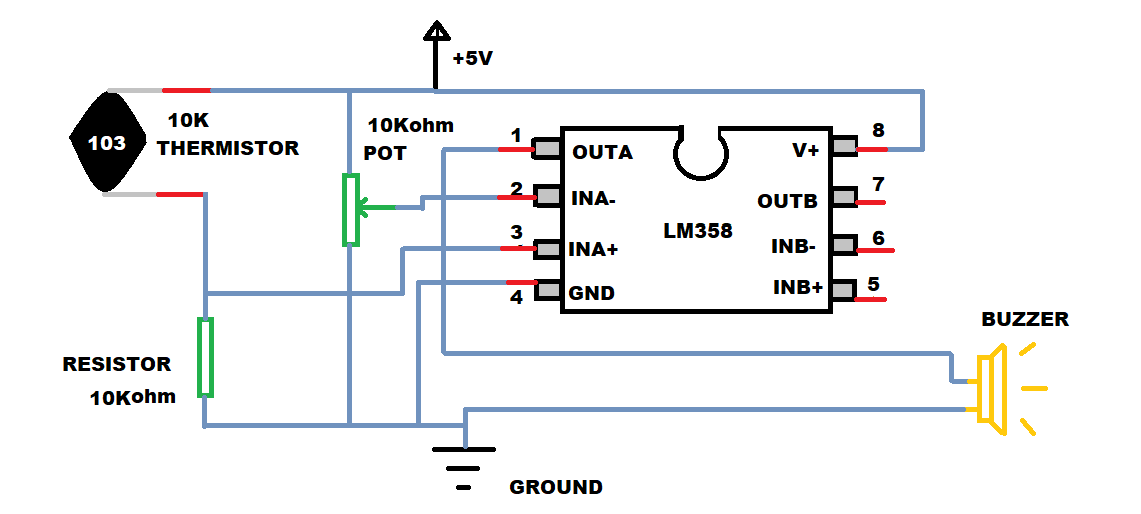 +5V
103
10K
THERMISTOR
10Kohm
POT
1
2
3
4
OUTA
INA-
INA+
GND
LM358
V+
OUTB
INB-
INB+
8
7
6
5
BUZZER
RESISTOR
10Kohm
GROUND